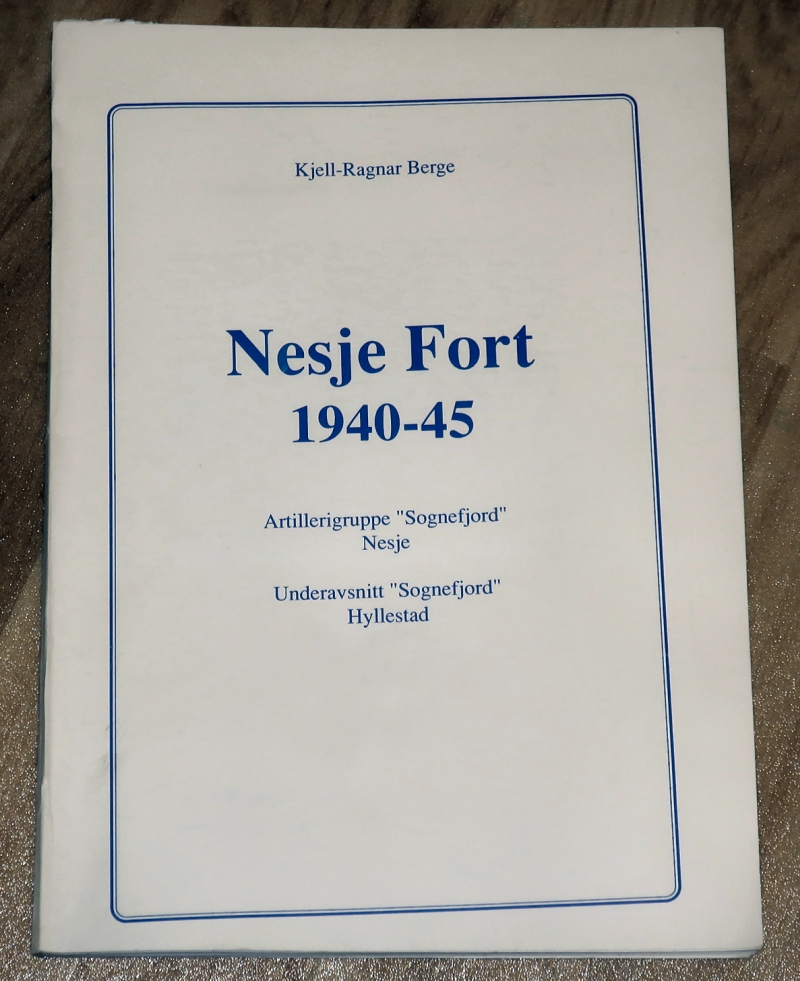 Kjell-Ragnar Berge
Nesje Fort
1940-45
Artillerigruppe "Sognefjord"
Nesje
Underavsnitt "Sognefjord"
Hyllestad